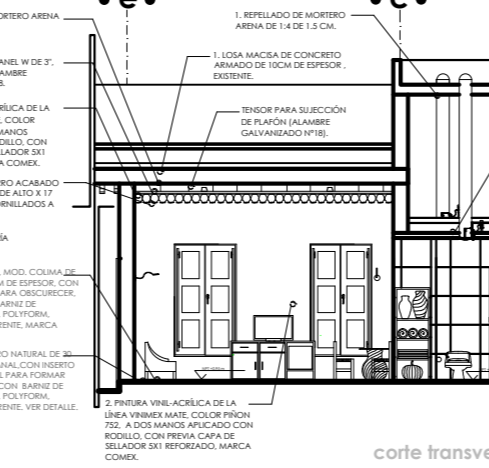 ORTERO ARENA
1. REPELLADO DE MORTERO
ARENA DE 1:4 DE 1.5 CM.
ANEL W DE 3",
AMBRE
1. LOSA MACISA DE CONCRETO
ARMADO DE 10CM DE ESPESOR ,
EXISTENTE.
RÍLICA DE LA
, COLOR
MANOS
DILLO, CON
LLADOR 5X1
A COMEX.
TENSOR PARA SUJECCIÓN
DE PLAFÓN (ALAMBRE
GALVANIZADO Nº18).
RO ACABADO
DE ALTO X 17
ORNILLADOS A
ÍA
, MOD. COLIMA DE
M DE ESPESOR, CON
ARA OBSCURECER,
ARNIZ DE
POLYFORM,
RENTE, MARCA
RO NATURAL DE 30
ANAL,CON INSERTO
L PARA FORMAR
CON BARNIZ DE
POLYFORM,
RENTE. VER DETALLE.
2. PINTURA VINIL-ACRÍLICA DE LA
LÍNEA VINIMEX MATE, COLOR PIÑON
752, A DOS MANOS APLICADO CON
RODILLO, CON PREVIA CAPA DE
SELLADOR 5X1 REFORZADO, MARCA
COMEX.
corte transve